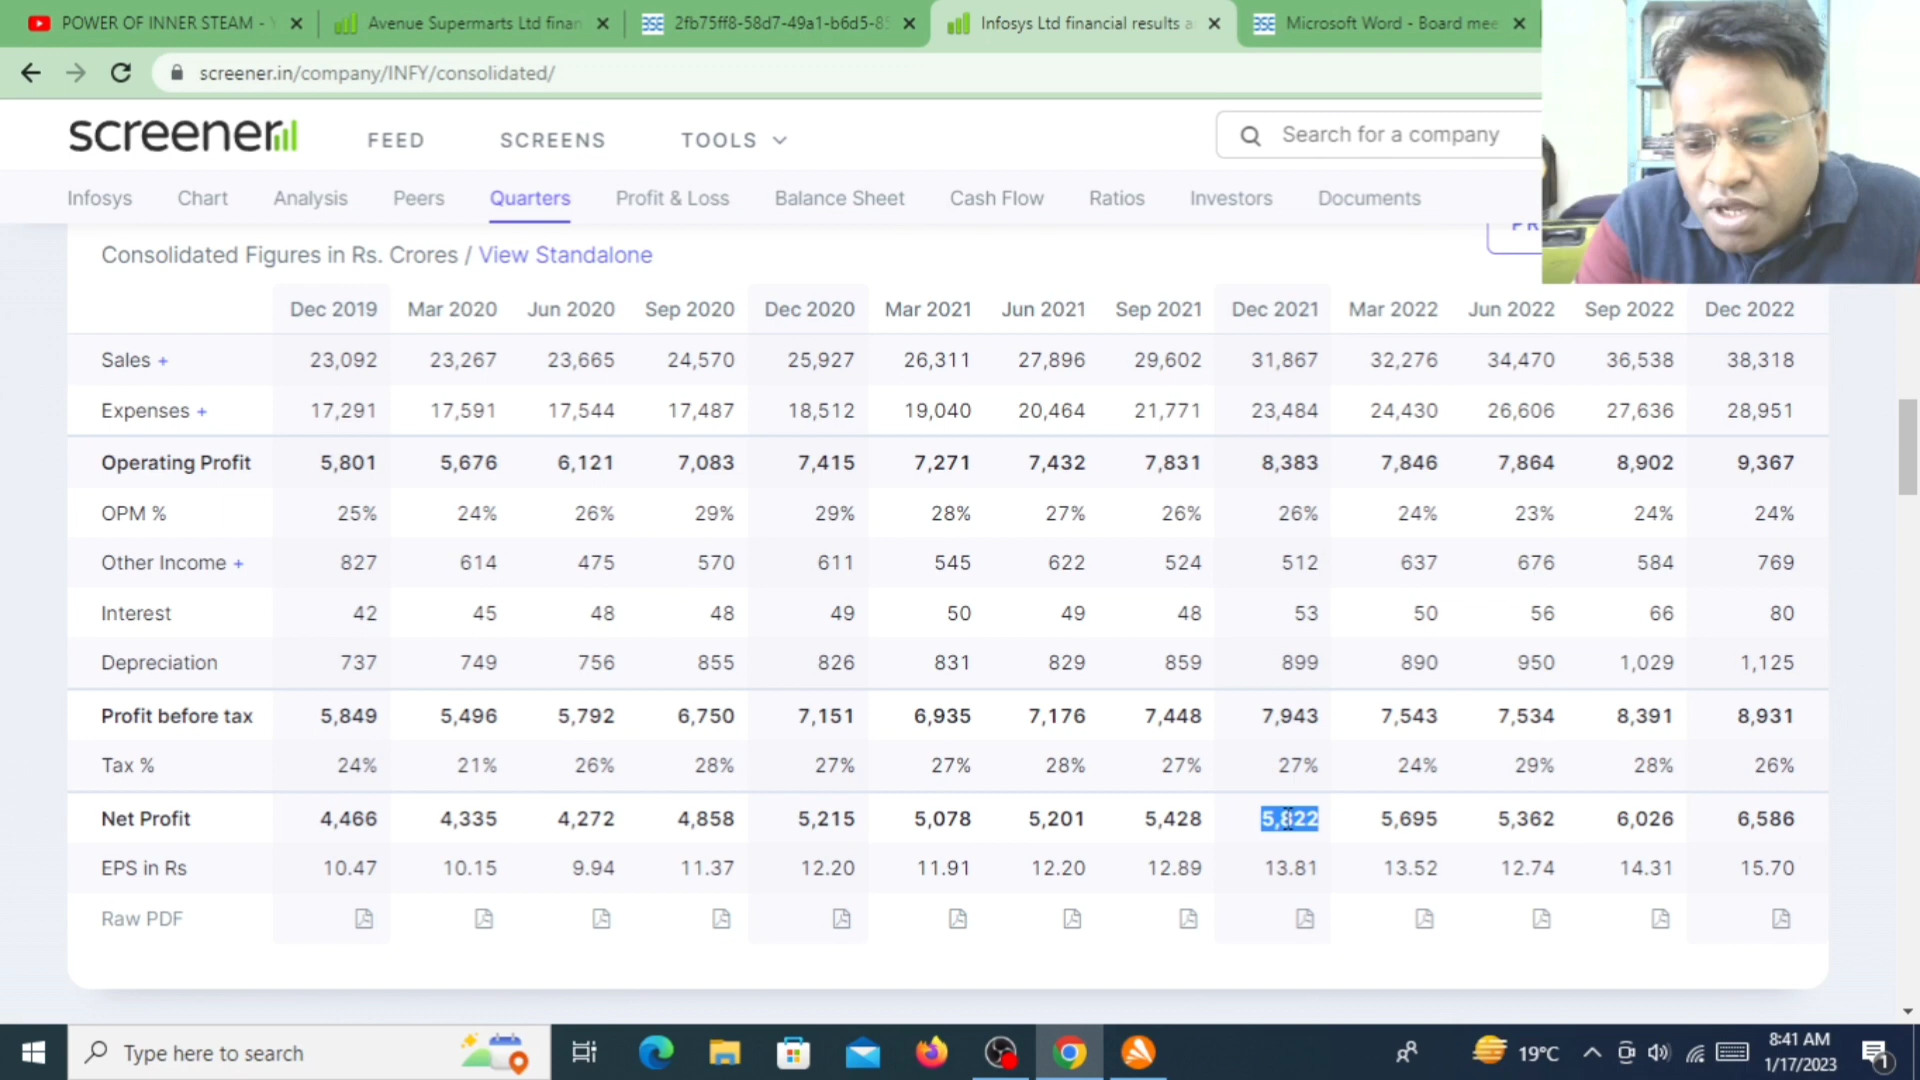 POWER OF INNER STEAM - Y
Avenue Supermarts Ltd finan
BSE 2fb75ff8-58d7-49a1-b6d5-85
Infosys Ltd financial results a
BSE Microsoft Word - Board mee
screener.in/company/INFY/consolidated/
screener FEED SCREENS TOOLS Search for a company
Infosys Chart Analysis Peers Quarters Profit & Loss Balance Sheet Cash Flow Ratios Investors Documents
Consolidated Figures in Rs. Crores / View Standalone
Dec 2019 Mar 2020 Jun 2020 Sep 2020 Dec 2020 Mar 2021 Jun 2021 Sep 2021 Dec 2021 Mar 2022 Jun 2022 Sep 2022 Dec 2022
Sales + 23,092 23,267 23,665 24,570 25,927 26,311 27,896 29,602 31,867 32,276 34,470 36,538 38,318
Expenses + 17,291 17,591 17,544 17,487 18,512 19,040 20,464 21,771 23,484 24,430 26,606 27,636 28,951
Operating Profit 5,801 5,676 6,121 7,083 7,415 7,271 7,432 7,831 8,383 7,846 7,864 8,902 9,367
OPM % 25% 24% 26% 29% 29% 28% 27% 26% 26% 24% 23% 24% 24%
Other Income + 827 614 475 570 611 545 622 524 512 637 676 584 769
Interest 42 45 48 48 49 50 49 48 53 50 56 66 80
Depreciation 737 749 756 855 826 831 829 859 899 890 950 1,029 1,125
Profit before tax 5,849 5,496 5,792 6,750 7,151 6,935 7,176 7,448 7,943 7,543 7,534 8,391 8,931
Tax % 24% 21% 26% 28% 27% 27% 28% 27% 27% 24% 29% 28% 26%
Net Profit 4,466 4,335 4,272 4,858 5,215 5,078 5,201 5,428 5,822 5,695 5,362 6,026 6,586
EPS in Rs 10.47 10.15 9.94 11.37 12.20 11.91 12.20 12.89 13.81 13.52 12.74 14.31 15.70
Raw PDF
Type here to search
19°C
8:41 AM
1/17/2023
1